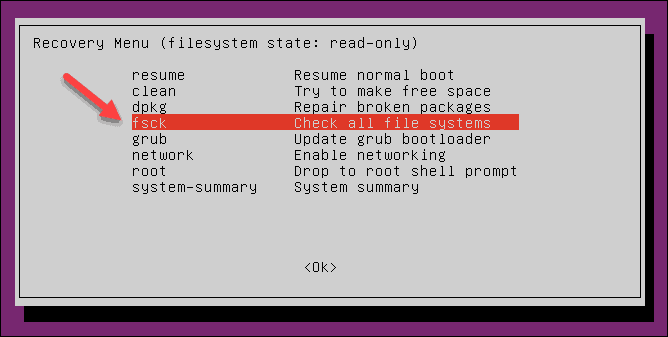 Recovery Menu (filesystem state: read-only)
resume Resume normal boot
clean Try to make free space
dpkg Repair broken packages
fsck Check all file systems
grub Update grub bootloader
network Enable networking
root Drop to root shell prompt
system-summary System summary
<Ok>